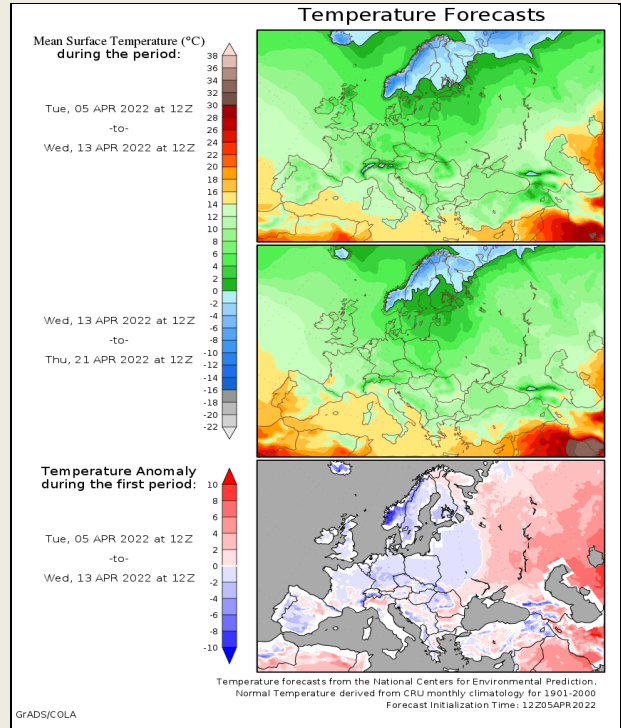 Temperature Forecasts
Mean Surface Temperature (°C)
during the period:
38
36
34
32
30
28
26
24
22
20
18
16
14
12
10
8
6
4
2
0
-2
-4
-6
-8
-10
-12
-14
-16
-18
-20
-22
Tue, 05 APR 2022 at 12Z
-to-
Wed, 13 APR 2022 at 12Z
Wed, 13 APR 2022 at 12Z
-to-
Thu, 21 APR 2022 at 12Z
Temperature Anomaly
during the first period:
10
8
6
4
2
0
-2
-4
-6
-8
-10
Tue, 05 APR 2022 at 12Z
-to-
Wed, 13 APR 2022 at 12Z
Temperature forecasts from the National Centers for Environmental Prediction.
Normal Temperature derived from CRU monthly climatology for 1901-2000
Forecast Initialization Time: 12Z05APR2022
GrADS/COLA